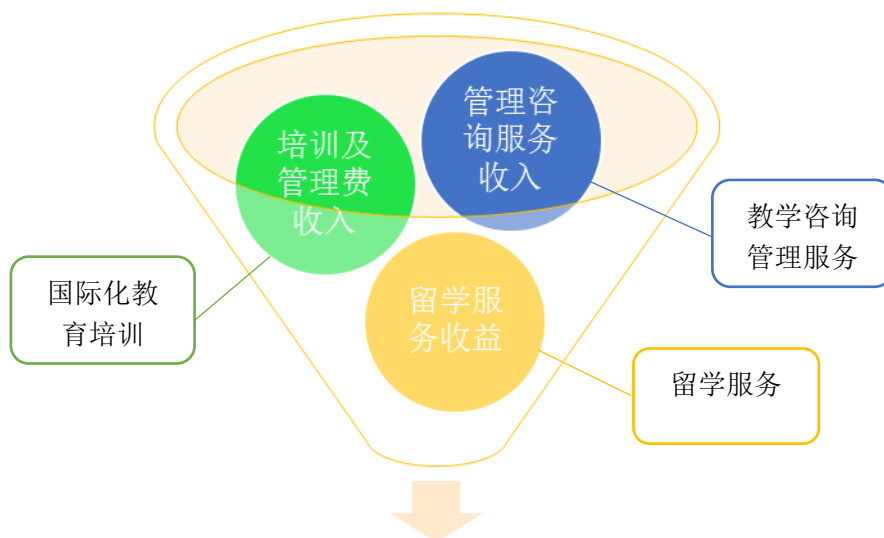 管理咨
询服务
收入
培训及
管理费
收入
教学咨询
管理服务
国际化教
育培训
留学服
务收益
留学服务